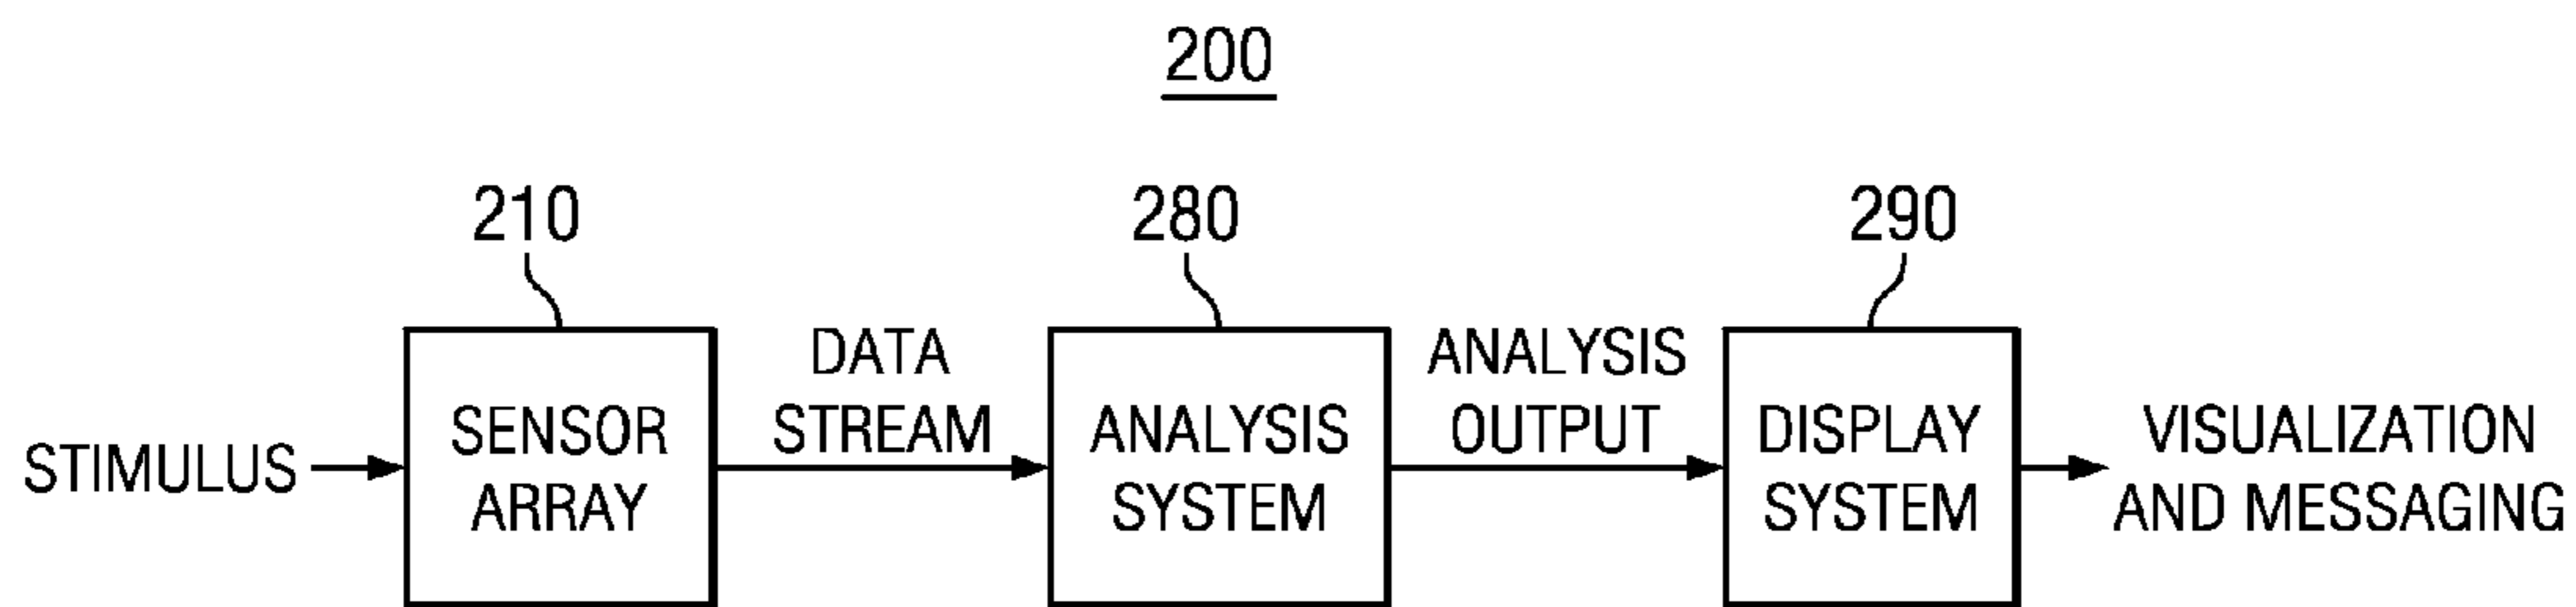 200
210
280
290
STIMULUS
SENSOR
ARRAY
DATA
STREAM
ANALYSIS
SYSTEM
ANALYSIS
OUTPUT
DISPLAY
SYSTEM
VISUALIZATION
AND MESSAGING